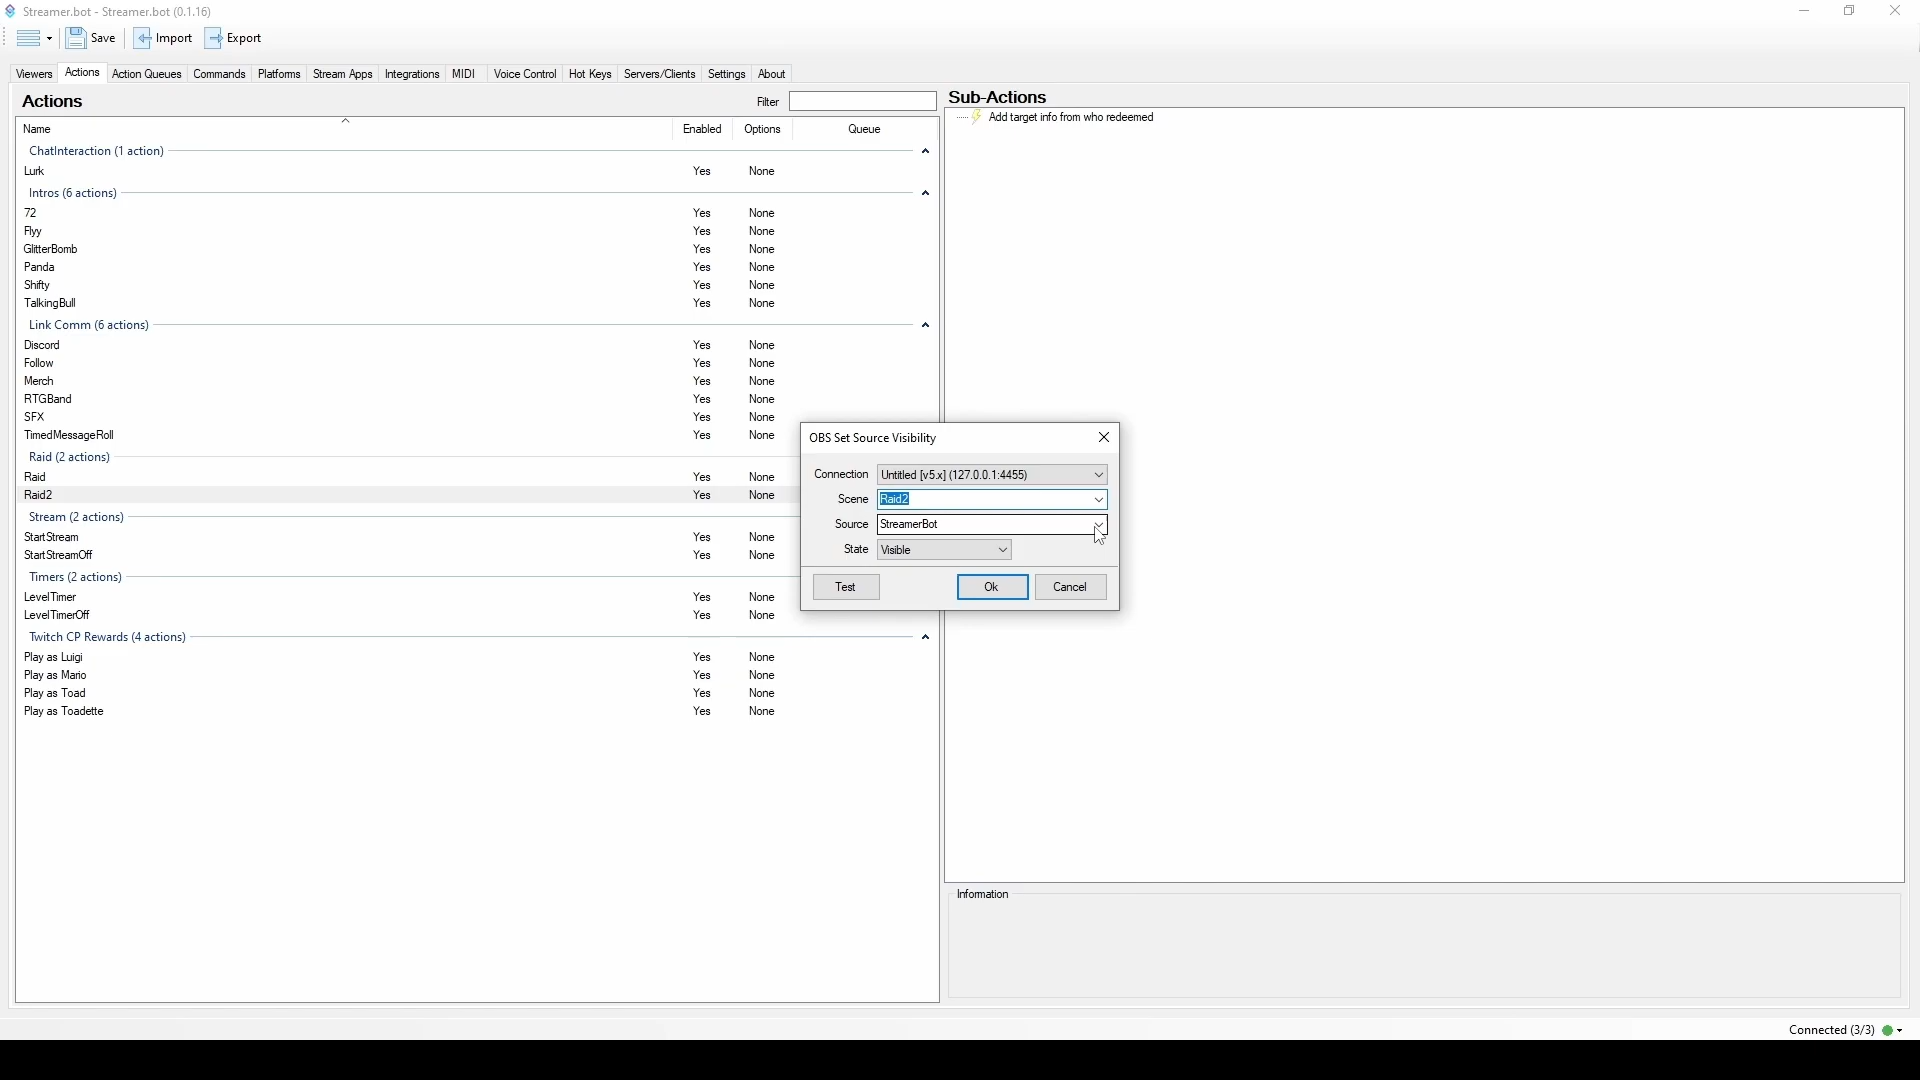 Streamer.bot - Streamer.bot (0.1.16)
Save Import Export
Viewers Actions Action Queues Commands Platforms Stream Apps Integrations MIDI Voice Control Hot Keys Servers/Clients Settings About
Actions Filter
Name Enabled Options Queue
ChatInteraction (1 action)
Lurk Yes None
Intros (6 actions)
72 Yes None
Flyy Yes None
GlitterBomb Yes None
Panda Yes None
Shifty Yes None
TalkingBull Yes None
Link Comm (6 actions)
Discord Yes None
Follow Yes None
Merch Yes None
RTGBand Yes None
SFX Yes None
TimedMessageRoll Yes None
Raid (2 actions)
Raid Yes None
Raid2 Yes None
Stream (2 actions)
StartStream Yes None
StartStreamOff Yes None
Timers (2 actions)
LevelTimer Yes None
LevelTimerOff Yes None
Twitch CP Rewards (4 actions)
Play as Luigi Yes None
Play as Mario Yes None
Play as Toad Yes None
Play as Toadette Yes None
Sub-Actions
Add target info from who redeemed
OBS Set Source Visibility
Connection Untitled [v5.x] (127.0.0.1:4455)
Scene Raid2
Source StreamerBot
State Visible
Test Ok Cancel
Information
Connected (3/3)